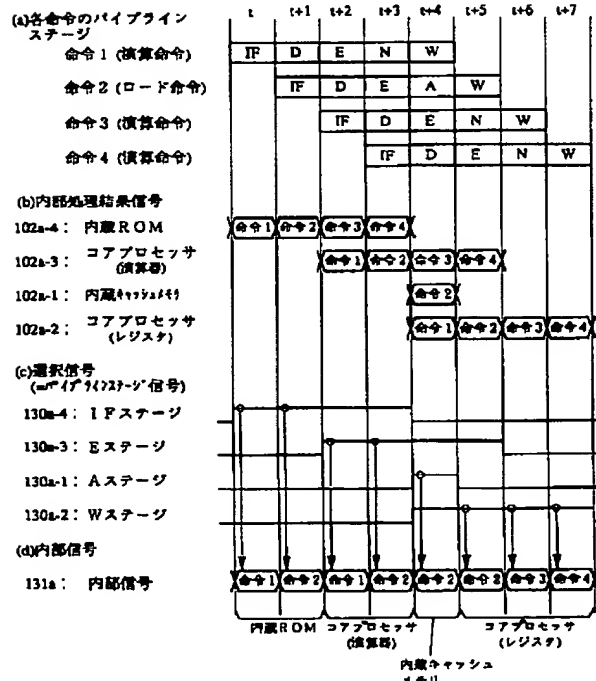 t t+1 t+2 t+3 t+4 t+5 t+6 t+7
(a)各命令のパイプライン
ステージ
命令1 (演算命令) IF D E N W
命令2 (ロード命令) IF D E A W
命令3 (演算命令) IF D E N W
命令4 (演算命令) IF D E N W
(b)内部処理結果信号
102a-4: 内蔵ROM 命令1 命令2 命令3 命令4
102a-3: コアプロセッサ
(演算器) 命令1 命令2 命令3 命令4
102a-1: 内蔵キャッシュメモリ 命令2
102a-2: コアプロセッサ
(レジスタ) 命令1 命令2 命令3 命令4
(c)選択信号
(=パイプラインステージ信号)
130a-4: IFステージ
130a-3: Eステージ
130a-1: Aステージ
130a-2: Wステージ
(d)内部信号
131a: 内部信号 命令1 命令2 命令1 命令2 命令2 命令2 命令3 命令4
内蔵ROM コアプロセッサ
(演算器) コアプロセッサ
(レジスタ)
内蔵キャッシュ